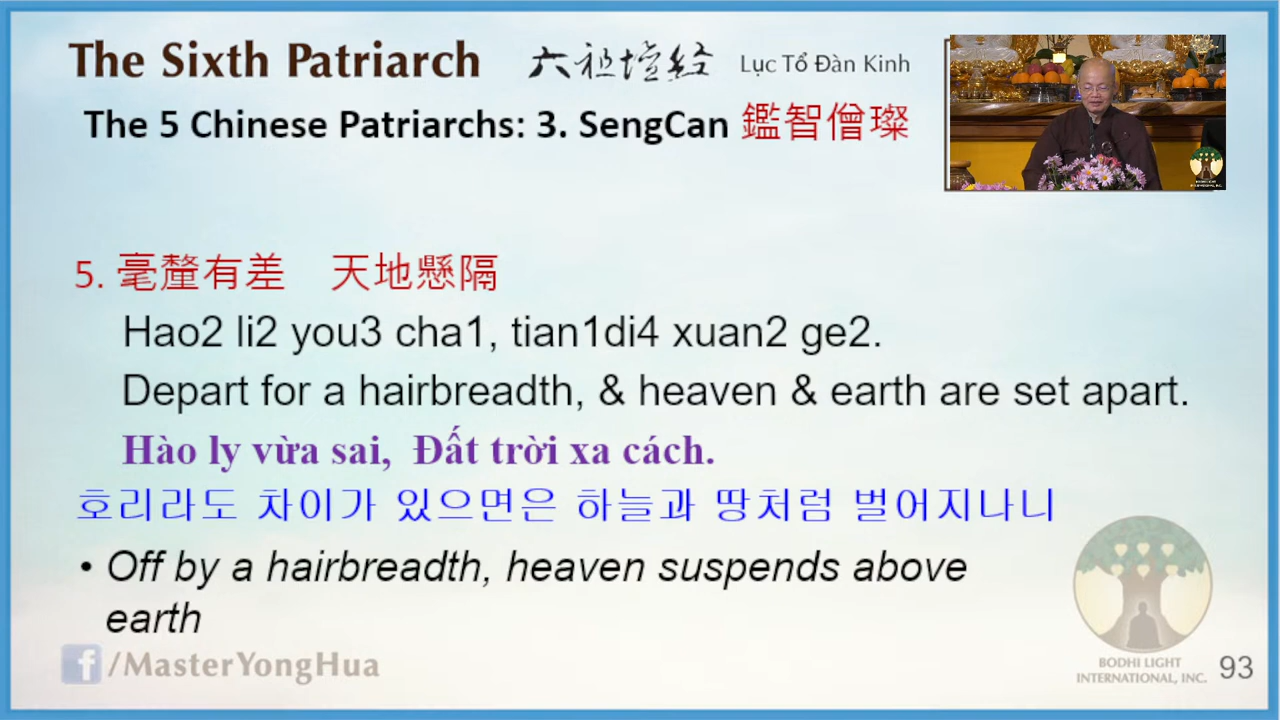 The Sixth Patriarch 六祖壇経 Lục Tổ Đàn Kinh
The 5 Chinese Patriarchs: 3. SengCan 鑑智僧璨
5. 毫釐有差 天地懸隔
Hao2 li2 you3 cha1, tian1di4 xuan2 ge2.
Depart for a hairbreadth, & heaven & earth are set apart.
Hào ly vừa sai, Đất trời xa cách.
호리라도 차이가 있으면은 하늘과 땅처럼 벌어지나니
• Off by a hairbreadth, heaven suspends above
earth
f/MasterYongHua
BODHI LIGHT
INTERNATIONAL, INC.
93